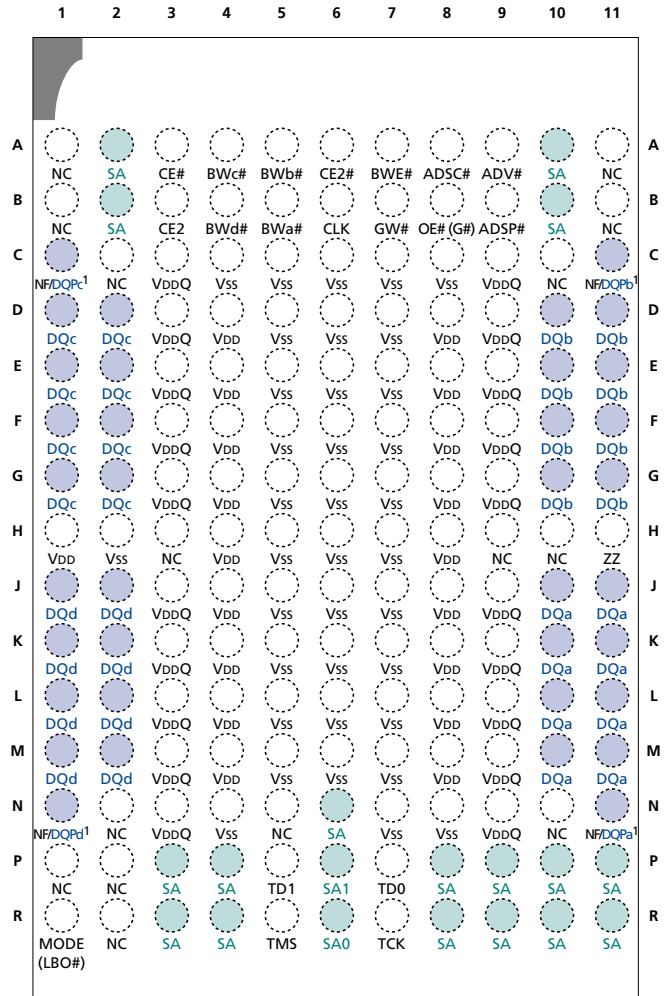 1 2 3 4 5 6 7 8 9 10 11
A A
NC SA CE# BWc# BWb# CE2# BWE# ADSC# ADV# SA NC
B B
NC SA CE2 BWd# BWa# CLK GW# OE# (G#) ADSP# SA NC
C C
NF/DQPc1 NC VDDQ VSS VSS VSS VSS VSS VDDQ NC NF/DQPb1
D D
DQc DQc VDDQ VDD VSS VSS VSS VDD VDDQ DQb DQb
E E
DQc DQc VDDQ VDD VSS VSS VSS VDD VDDQ DQb DQb
F F
DQc DQc VDDQ VDD VSS VSS VSS VDD VDDQ DQb DQb
G G
DQc DQc VDDQ VDD VSS VSS VSS VDD VDDQ DQb DQb
H H
VDD VSS NC VDD VSS VSS VSS VDD NC NC ZZ
J J
DQd DQd VDDQ VDD VSS VSS VSS VDD VDDQ DQa DQa
K K
DQd DQd VDDQ VDD VSS VSS VSS VDD VDDQ DQa DQa
L L
DQd DQd VDDQ VDD VSS VSS VSS VDD VDDQ DQa DQa
M M
DQd DQd VDDQ VDD VSS VSS VSS VDD VDDQ DQa DQa
N N
NF/DQPd1 NC VDDQ VSS NC SA VSS VSS VDDQ NC NF/DQPa1
P P
NC NC SA SA TD1 SA1 TD0 SA SA SA SA
R R
MODE NC SA SA TMS SA0 TCK SA SA SA SA
(LBO#)